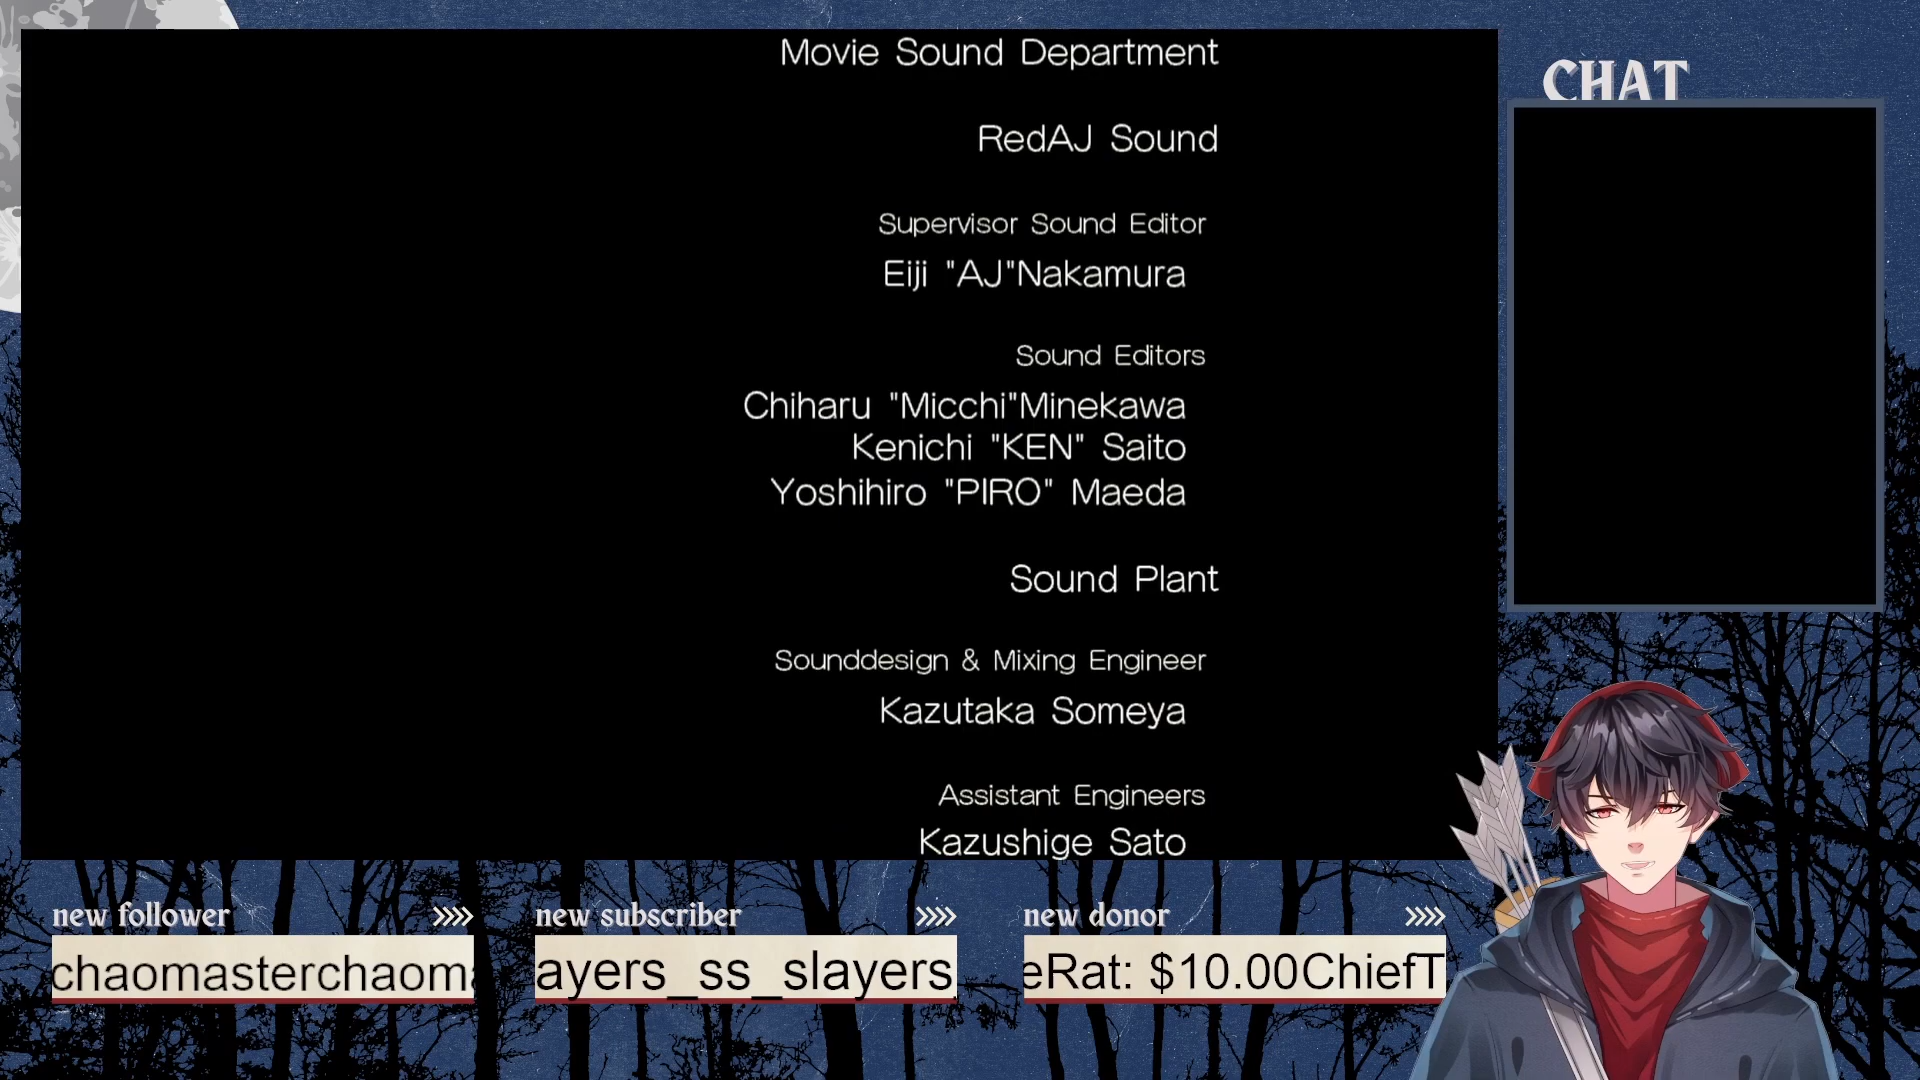 Movie Sound Department
RedAJ Sound
Supervisor Sound Editor
Eiji "AJ"Nakamura
Sound Editors
Chiharu "Micchi"Minekawa
Kenichi "KEN" Saito
Yoshihiro "PIRO" Maeda
Sound Plant
Sounddesign & Mixing Engineer
Kazutaka Someya
Assistant Engineers
Kazushige Sato
CHAT
new follower »»
chaomasterchaoma
new subscriber »»
ayers_ss_slayers_
new donor »»
eRat: $10.00ChiefT